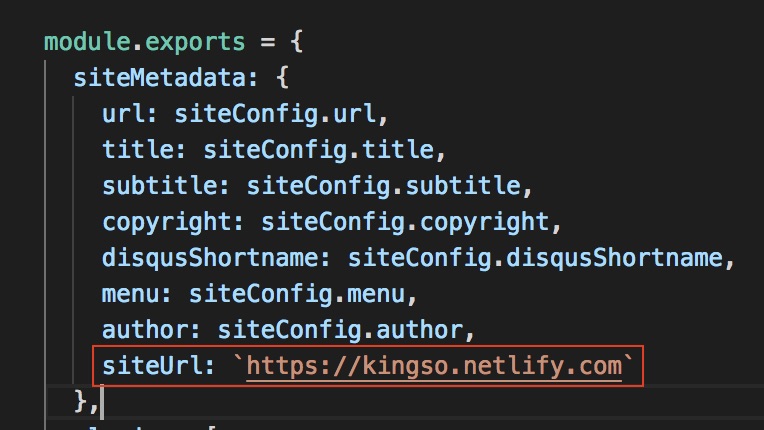 module.exports = {
siteMetadata: {
url: siteConfig.url,
title: siteConfig.title,
subtitle: siteConfig.subtitle,
copyright: siteConfig.copyright,
disqusShortname: siteConfig.disqusShortname,
menu: siteConfig.menu,
author: siteConfig.author,
siteUrl: `https://kingso.netlify.com`
},